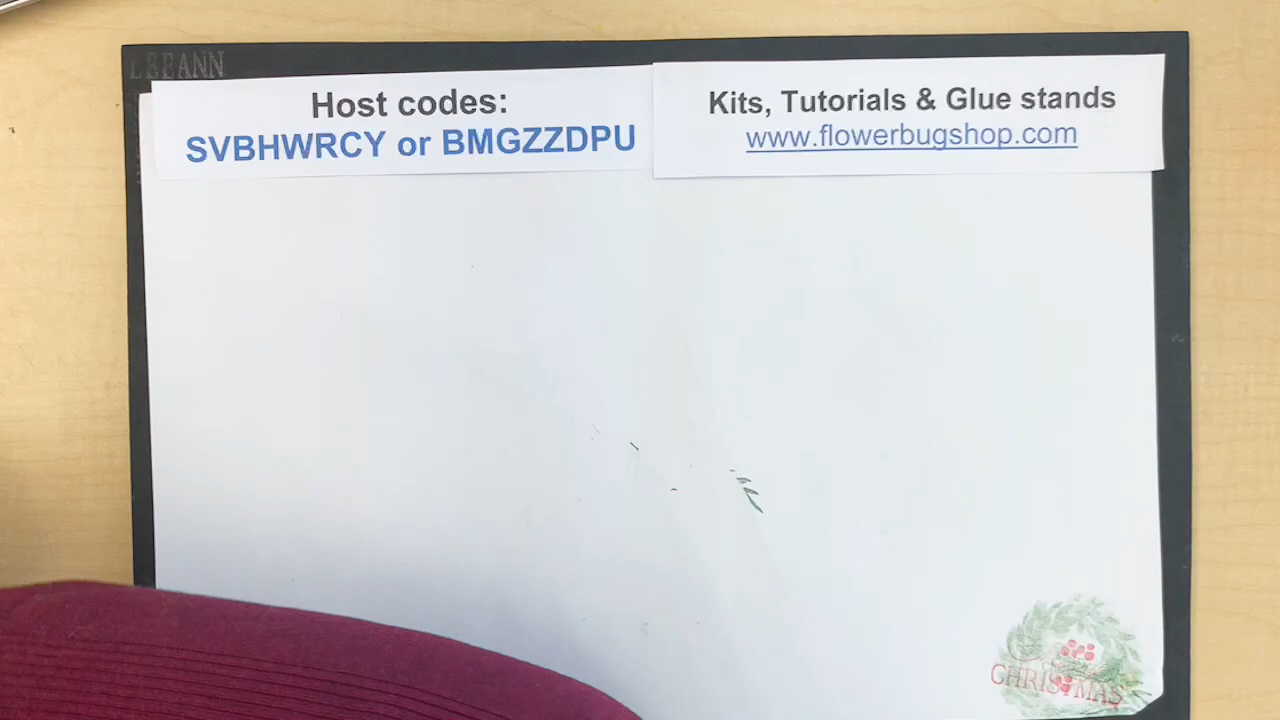 LBEANN
Host codes:
SVBHWRCY or BMGZZDPU
Kits, Tutorials & Glue stands
www.flowerbugshop.com
CHRISTMAS